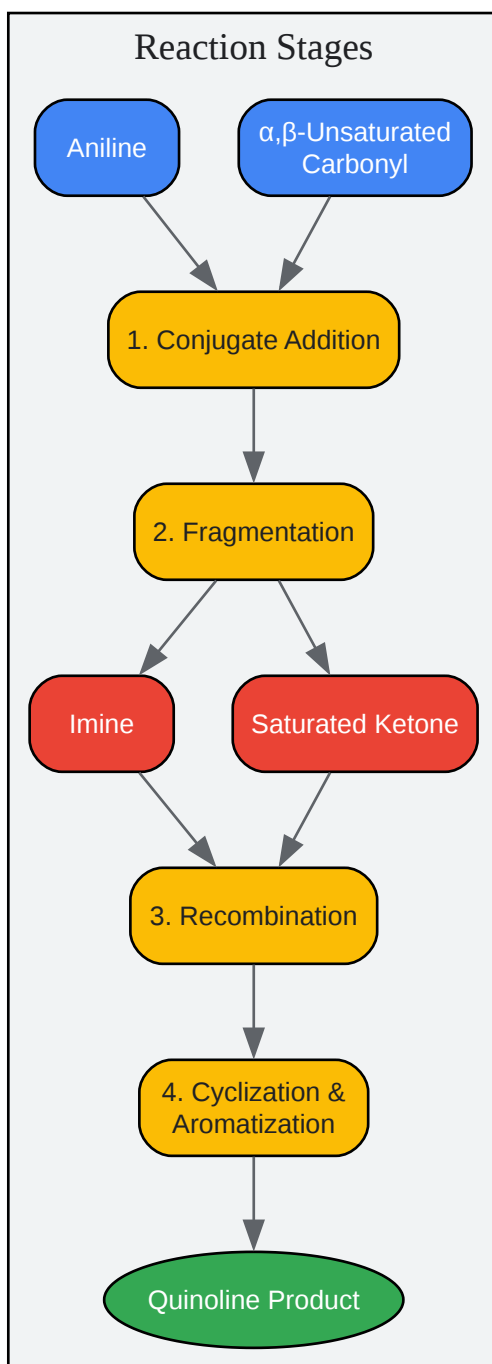 Reaction Stages
Aniline
α,β-Unsaturated
Carbonyl
1. Conjugate Addition
2. Fragmentation
Imine
Saturated Ketone
3. Recombination
4. Cyclization &
Aromatization
Quinoline Product